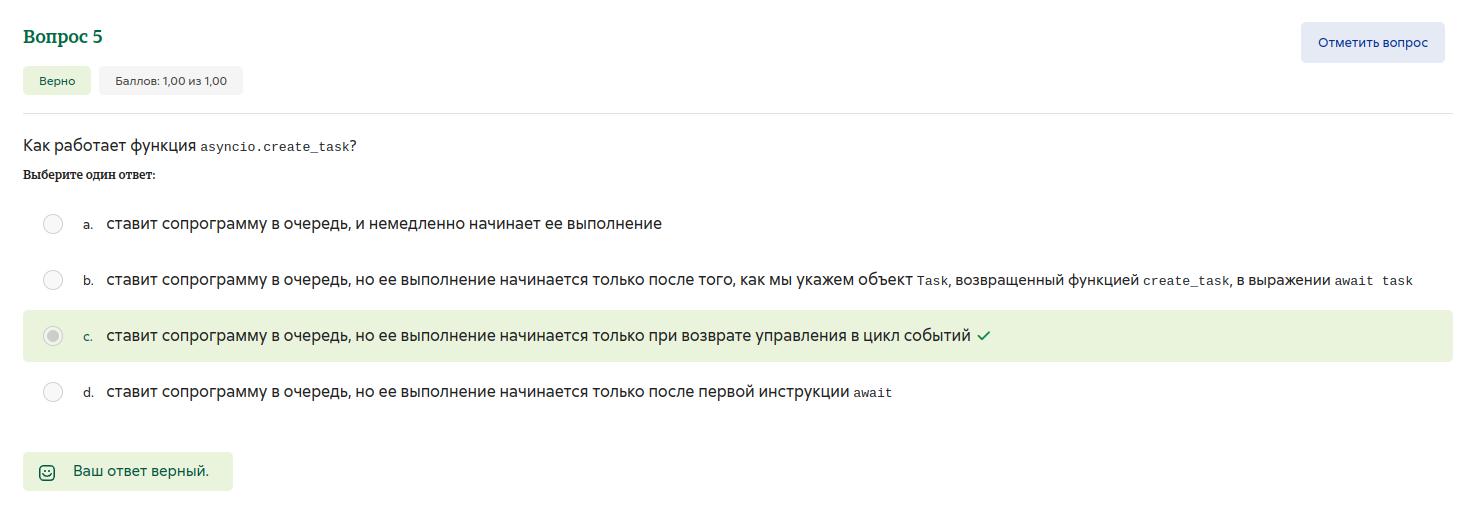 Вопрос 5
Отметить вопрос
Верно
Баллов: 1,00 из 1,00
Как работает функция asyncio.create_task?
Выберите один ответ:
a. ставит сопрограмму в очередь, и немедленно начинает ее выполнение
b. ставит сопрограмму в очередь, но ее выполнение начинается только после того, как мы укажем объект Task, возвращенный функцией create_task, в выражении await task
c. ставит сопрограмму в очередь, но ее выполнение начинается только при возврате управления в цикл событий
d. ставит сопрограмму в очередь, но ее выполнение начинается только после первой инструкции await
Ваш ответ верный.